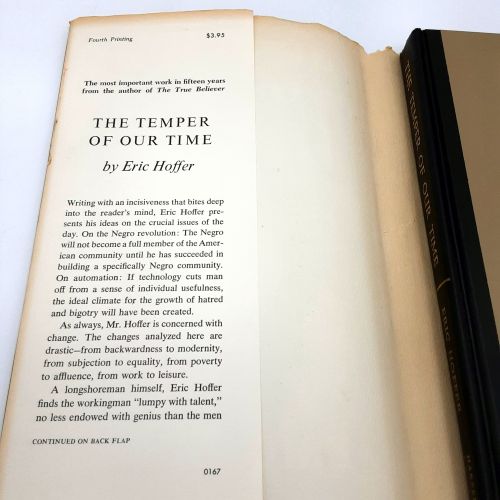 Fourth Printing
$3.95
The most important work in fifteen years
from the author of The True Believer
THE TEMPER
OF OUR TIME
by Eric Hoffer
Writing with an incisiveness that bites deep
into the reader's mind, Eric Hoffer pre-
sents his ideas on the crucial issues of the
day. On the Negro revolution: The Negro
will not become a full member of the Amer-
ican community until he has succeeded in
building a specifically Negro community.
On automation: If technology cuts man
off from a sense of individual usefulness,
the ideal climate for the growth of hatred
and bigotry will have been created.
As always, Mr. Hoffer is concerned with
change. The changes analyzed here are
drastic—from backwardness to modernity,
from subjection to equality, from poverty
to affluence, from work to leisure.
A longshoreman himself, Eric Hoffer
finds the workingman "lumpy with talent,"
no less endowed with genius than the men
CONTINUED ON BACK FLAP
0167
THE TEMPER OF OUR TIME
ERIC HOFFER